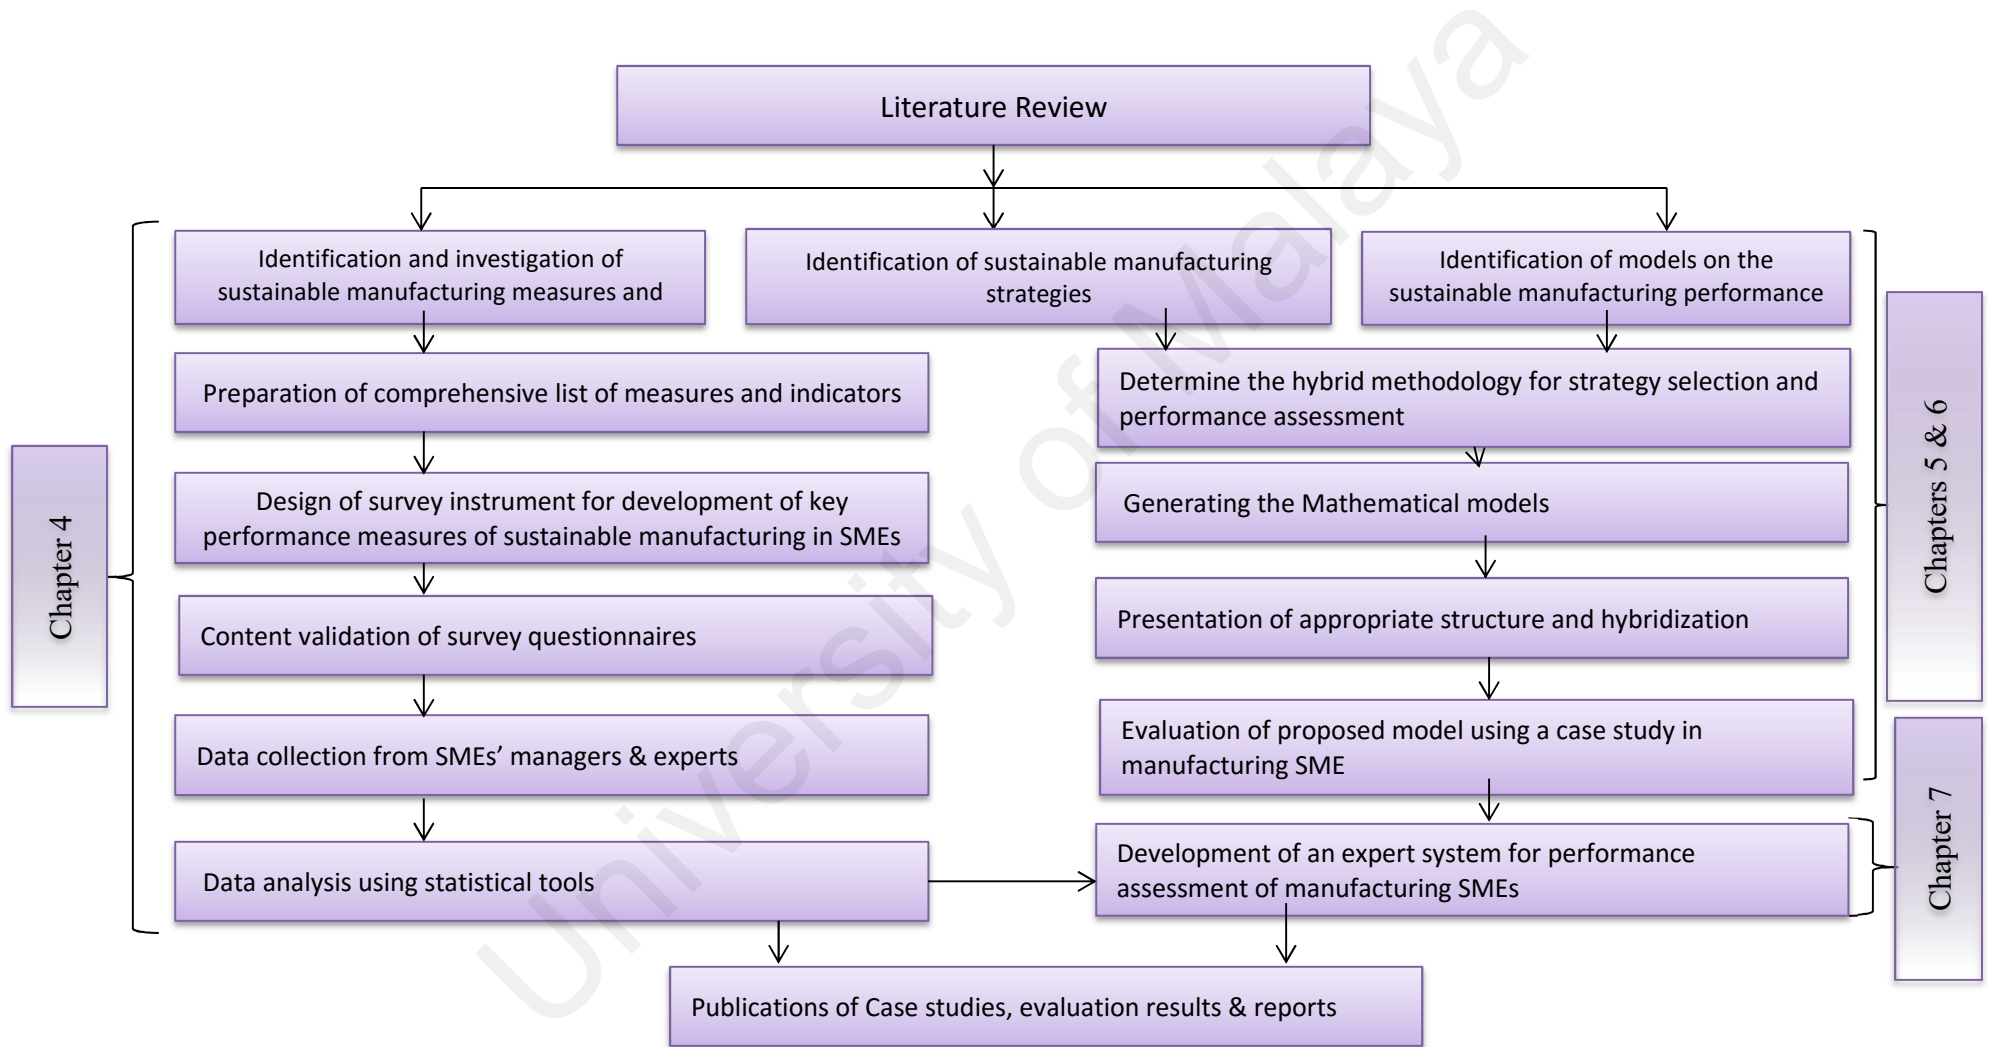 Literature Review
Identification and investigation of
sustainable manufacturing measures and
Identification of sustainable manufacturing
strategies
Identification of models on the
sustainable manufacturing performance
Preparation of comprehensive list of measures and indicators
Determine the hybrid methodology for strategy selection and
performance assessment
Design of survey instrument for development of key
performance measures of sustainable manufacturing in SMEs
Generating the Mathematical models
Content validation of survey questionnaires
Presentation of appropriate structure and hybridization
Data collection from SMEs’ managers & experts
Evaluation of proposed model using a case study in
manufacturing SME
Data analysis using statistical tools
Development of an expert system for performance
assessment of manufacturing SMEs
Publications of Case studies, evaluation results & reports
Chapter 4
Chapters 5 & 6
Chapter 7
University of Malaya